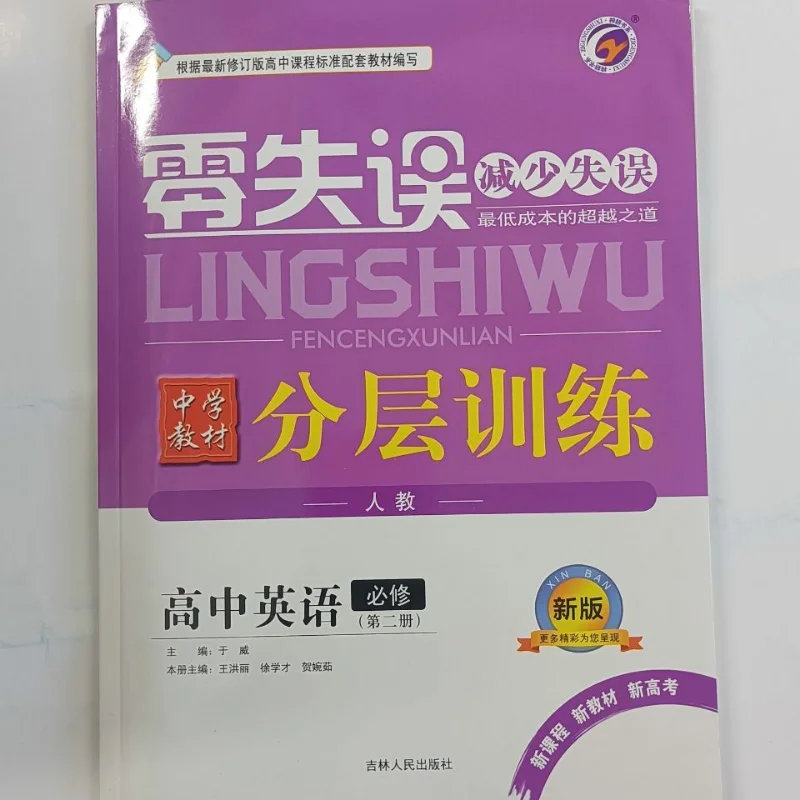 根据最新修订版高中课程标准配套教材编写
零失误 减少失误
最低成本的超越之道
LINGSHIWU
FENCENGXUNLIAN
中学教材
分层训练
人教
高中英语 必修
(第二册)
主 编:于 威
本册主编:王洪丽 徐学才 贺婉茹
XIN BAN
新版
更多精彩为您呈现
新课程 新教材 新高考
吉林人民出版社